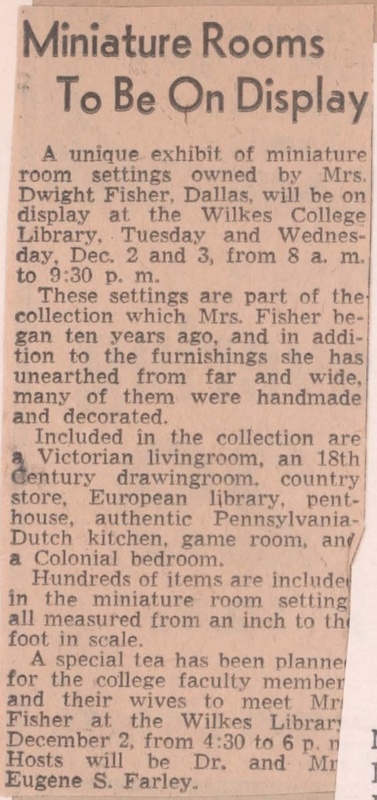 Miniature Rooms
To Be On Display
A unique exhibit of miniature
room settings owned by Mrs.
Dwight Fisher, Dallas, will be on
display at the Wilkes College
Library, Tuesday and Wednes-
day, Dec. 2 and 3, from 8 a. m.
to 9:30 p. m.
These settings are part of the
collection which Mrs. Fisher be-
gan ten years ago, and in addi-
tion to the furnishings she has
unearthed from far and wide,
many of them were handmade
and decorated.
Included in the collection are
a Victorian livingroom, an 18th
Century drawingroom, country
store, European library, pent-
house, authentic Pennsylvania-
Dutch kitchen, game room, and
a Colonial bedroom.
Hundreds of items are include
in the miniature room setting
all measured from an inch to the
foot in scale.
A special tea has been planne
for the college faculty member
and their wives to meet Mr
Fisher at the Wilkes Library
December 2, from 4:30 to 6 p. m
Hosts will be Dr. and Mr
Eugene S. Farley.